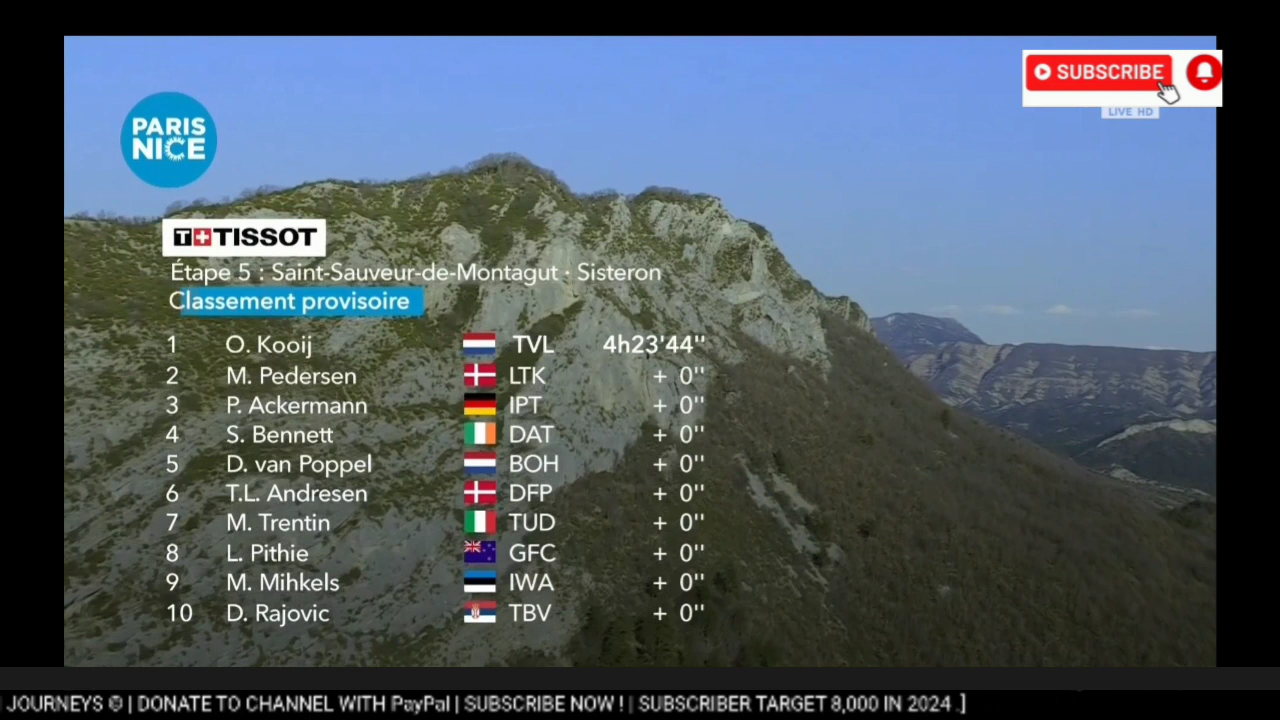 SUBSCRIBE
LIVE HD
PARIS
NICE
T+ TISSOT
Étape 5 : Saint-Sauveur-de-Montagut · Sisteron
Classement provisoire
1 O. Kooij TVL 4h23'44''
2 M. Pedersen LTK + 0''
3 P. Ackermann IPT + 0''
4 S. Bennett DAT + 0''
5 D. van Poppel BOH + 0''
6 T.L. Andresen DFP + 0''
7 M. Trentin TUD + 0''
8 L. Pithie GFC + 0''
9 M. Mihkels IWA + 0''
10 D. Rajovic TBV + 0''
JOURNEYS © | DONATE TO CHANNEL WITH PayPal | SUBSCRIBE NOW ! | SUBSCRIBER TARGET 8,000 IN 2024 .]